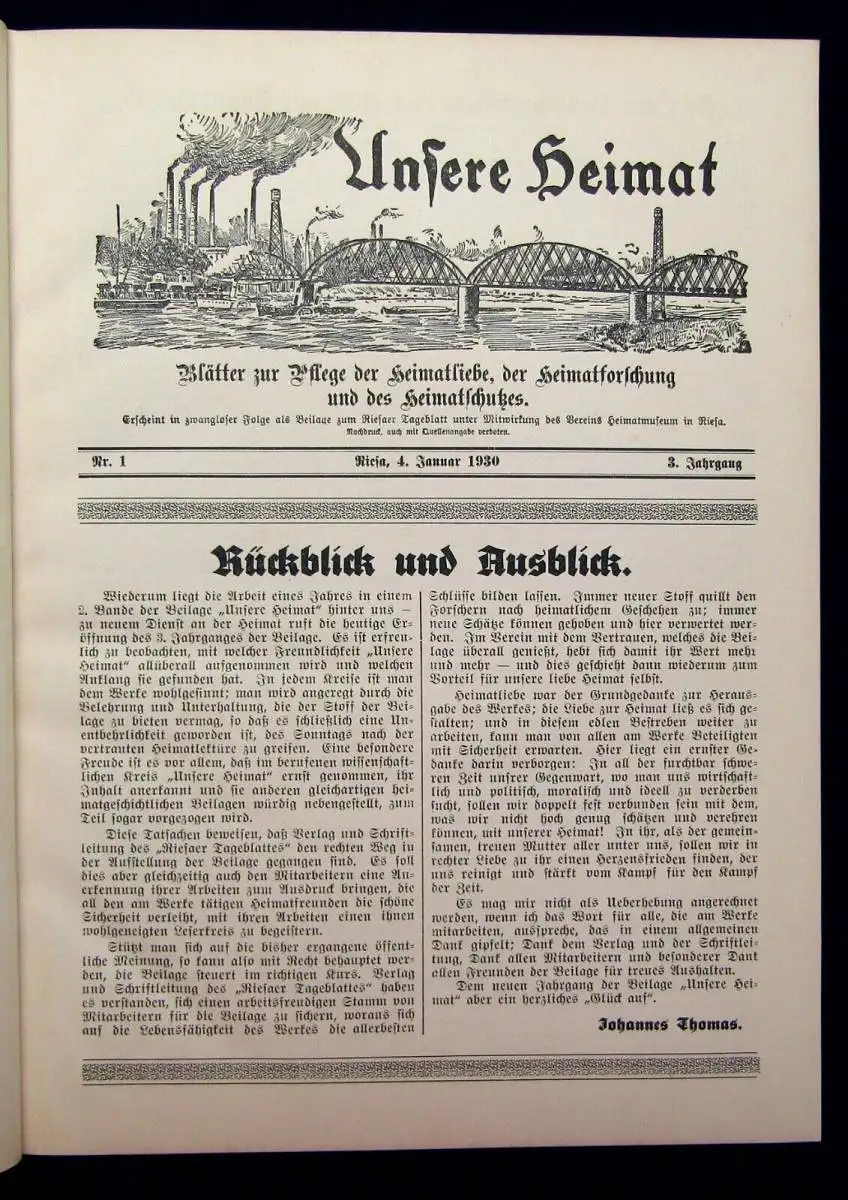 Unsere Heimat
Blätter zur Pflege der Heimatliebe, der Heimatforschung
und des Heimatschutzes.
Erscheint in zwangloser Folge als Beilage zum Riesaer Tageblatt unter Mitwirkung des Vereins Heimatmuseum in Riesa.
Nachdruck, auch mit Quellenangabe verboten.
Nr. 1
Riesa, 4. Januar 1930
3. Jahrgang
Rückblick und Ausblick.
Wiederum liegt die Arbeit eines Jahres in einem
2. Bande der Beilage „Unsere Heimat“ hinter uns —
zu neuem Dienst an der Heimat ruft die heutige Er-
öffnung des 3. Jahrganges der Beilage. Es ist erfreu-
lich zu beobachten, mit welcher Freundlichkeit „Unsere
Heimat“ allüberall aufgenommen wird und welchen
Anklang sie gefunden hat. In jedem Kreise ist man
dem Werke wohlgesinnt; man wird angeregt durch die
Belehrung und Unterhaltung, die der Stoff der Bei-
lage zu bieten vermag, so daß es schließlich eine Un-
entbehrlichkeit geworden ist, des Sonntags nach der
vertrauten Heimatlektüre zu greifen. Eine besondere
Freude ist es vor allem, daß im berufenen wissenschaft-
lichen Kreis „Unsere Heimat“ ernst genommen, ihr
Inhalt anerkannt und sie anderen gleichartigen hei-
matgeschichtlichen Beilagen würdig nebengestellt, zum
Teil sogar vorgezogen wird.
Diese Tatsachen beweisen, daß Verlag und Schrift-
leitung des „Riesaer Tageblattes“ den rechten Weg in
der Aufstellung der Beilage gegangen sind. Es soll
dies aber gleichzeitig auch den Mitarbeitern eine An-
erkennung ihrer Arbeiten zum Ausdruck bringen, die
all den am Werke tätigen Heimatfreunden die schöne
Sicherheit verleiht, mit ihren Arbeiten einen ihnen
wohlgeneigten Leserkreis zu begeistern.
Stützt man sich auf die bisher ergangene öffent-
liche Meinung, so kann also mit Recht behauptet wer-
den, die Beilage steuert im richtigen Kurs. Verlag
und Schriftleitung des „Riesaer Tageblattes“ haben
es verstanden, sich einen arbeitsfreudigen Stamm von
Mitarbeitern für die Beilage zu sichern, woraus sich
auf die Lebensfähigkeit des Werkes die allerbesten
Schlüsse bilden lassen. Immer neuer Stoff quillt den
Forschern nach heimatlichem Geschehen zu; immer
neue Schätze können gehoben und hier verwertet wer-
den. Im Verein mit dem Vertrauen, welches die Bei-
lage überall genießt, hebt sich damit ihr Wert mehr
und mehr — und dies geschieht dann wiederum zum
Vorteil für unsere liebe Heimat selbst.
Heimatliebe war der Grundgedanke zur Heraus-
gabe des Werkes; die Liebe zur Heimat ließ es sich ge-
stalten; und in diesem edlen Bestreben weiter zu
arbeiten, kann man von allen am Werke Beteiligten
mit Sicherheit erwarten. Hier liegt ein ernster Ge-
danke darin verborgen: In all der furchtbar schwe-
ren Zeit unsrer Gegenwart, wo man uns wirtschaft-
lich und politisch, moralisch und ideell zu verderben
sucht, sollen wir doppelt fest verbunden sein mit dem,
was wir nicht hoch genug schätzen und verehren
können, mit unserer Heimat! In ihr, als der gemein-
samen, treuen Mutter aller unter uns, sollen wir in
rechter Liebe zu ihr einen Herzensfrieden finden, der
uns reinigt und stärkt vom Kampf für den Kampf
der Zeit.
Es mag mir nicht als Ueberhebung angerechnet
werden, wenn ich das Wort für alle, die am Werke
mitarbeiten, ausspreche, das in einem allgemeinen
Dank gipfelt; Dank dem Verlag und der Schriftlei-
tung, Dank allen Mitarbeitern und besonderer Dank
allen Freunden der Beilage für treues Aushalten.
Dem neuen Jahrgang der Beilage „Unsere Hei-
mat“ aber ein herzliches „Glück auf“.
Johannes Thomas.